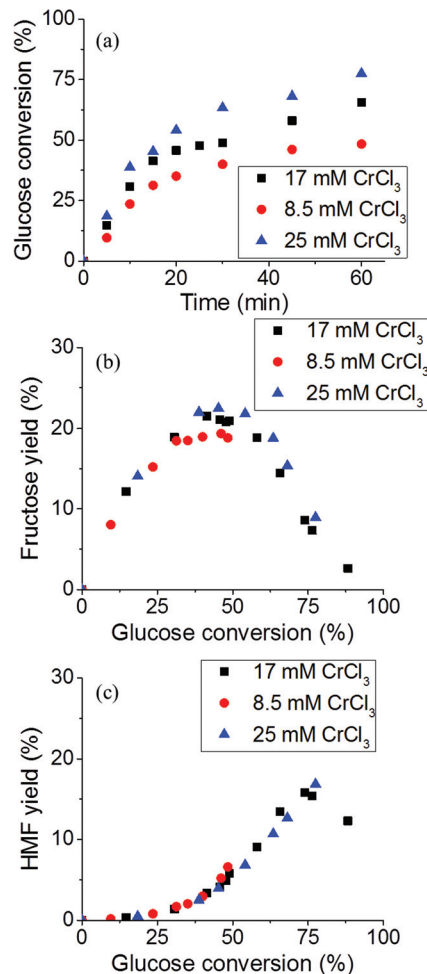 (a)
Glucose conversion (%)
100
75
50
25
0
17 mM CrCl₃
8.5 mM CrCl₃
25 mM CrCl₃
0 20 40 60
Time (min)
(b)
Fructose yield (%)
30
20
10
0
17 mM CrCl₃
8.5 mM CrCl₃
25 mM CrCl₃
0 25 50 75 100
Glucose conversion (%)
(c)
HMF yield (%)
30
20
10
0
17 mM CrCl₃
8.5 mM CrCl₃
25 mM CrCl₃
0 25 50 75 100
Glucose conversion (%)